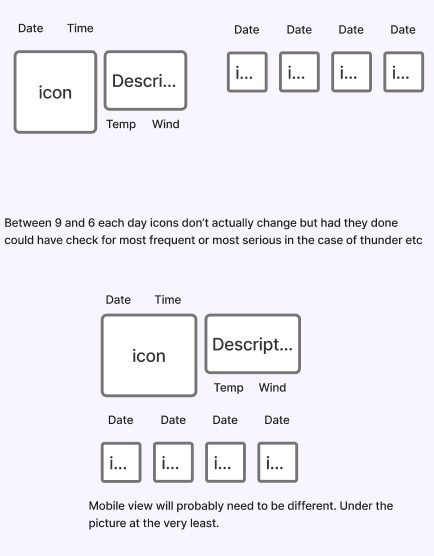 Date Time Date Date Date Date
icon Descri... i... i... i... i...
Temp Wind
Between 9 and 6 each day icons don't actually change but had they done
could have check for most frequent or most serious in the case of thunder etc
Date Time
icon Descript...
Temp Wind
Date Date Date Date
i... i... i... i...
Mobile view will probably need to be different. Under the
picture at the very least.